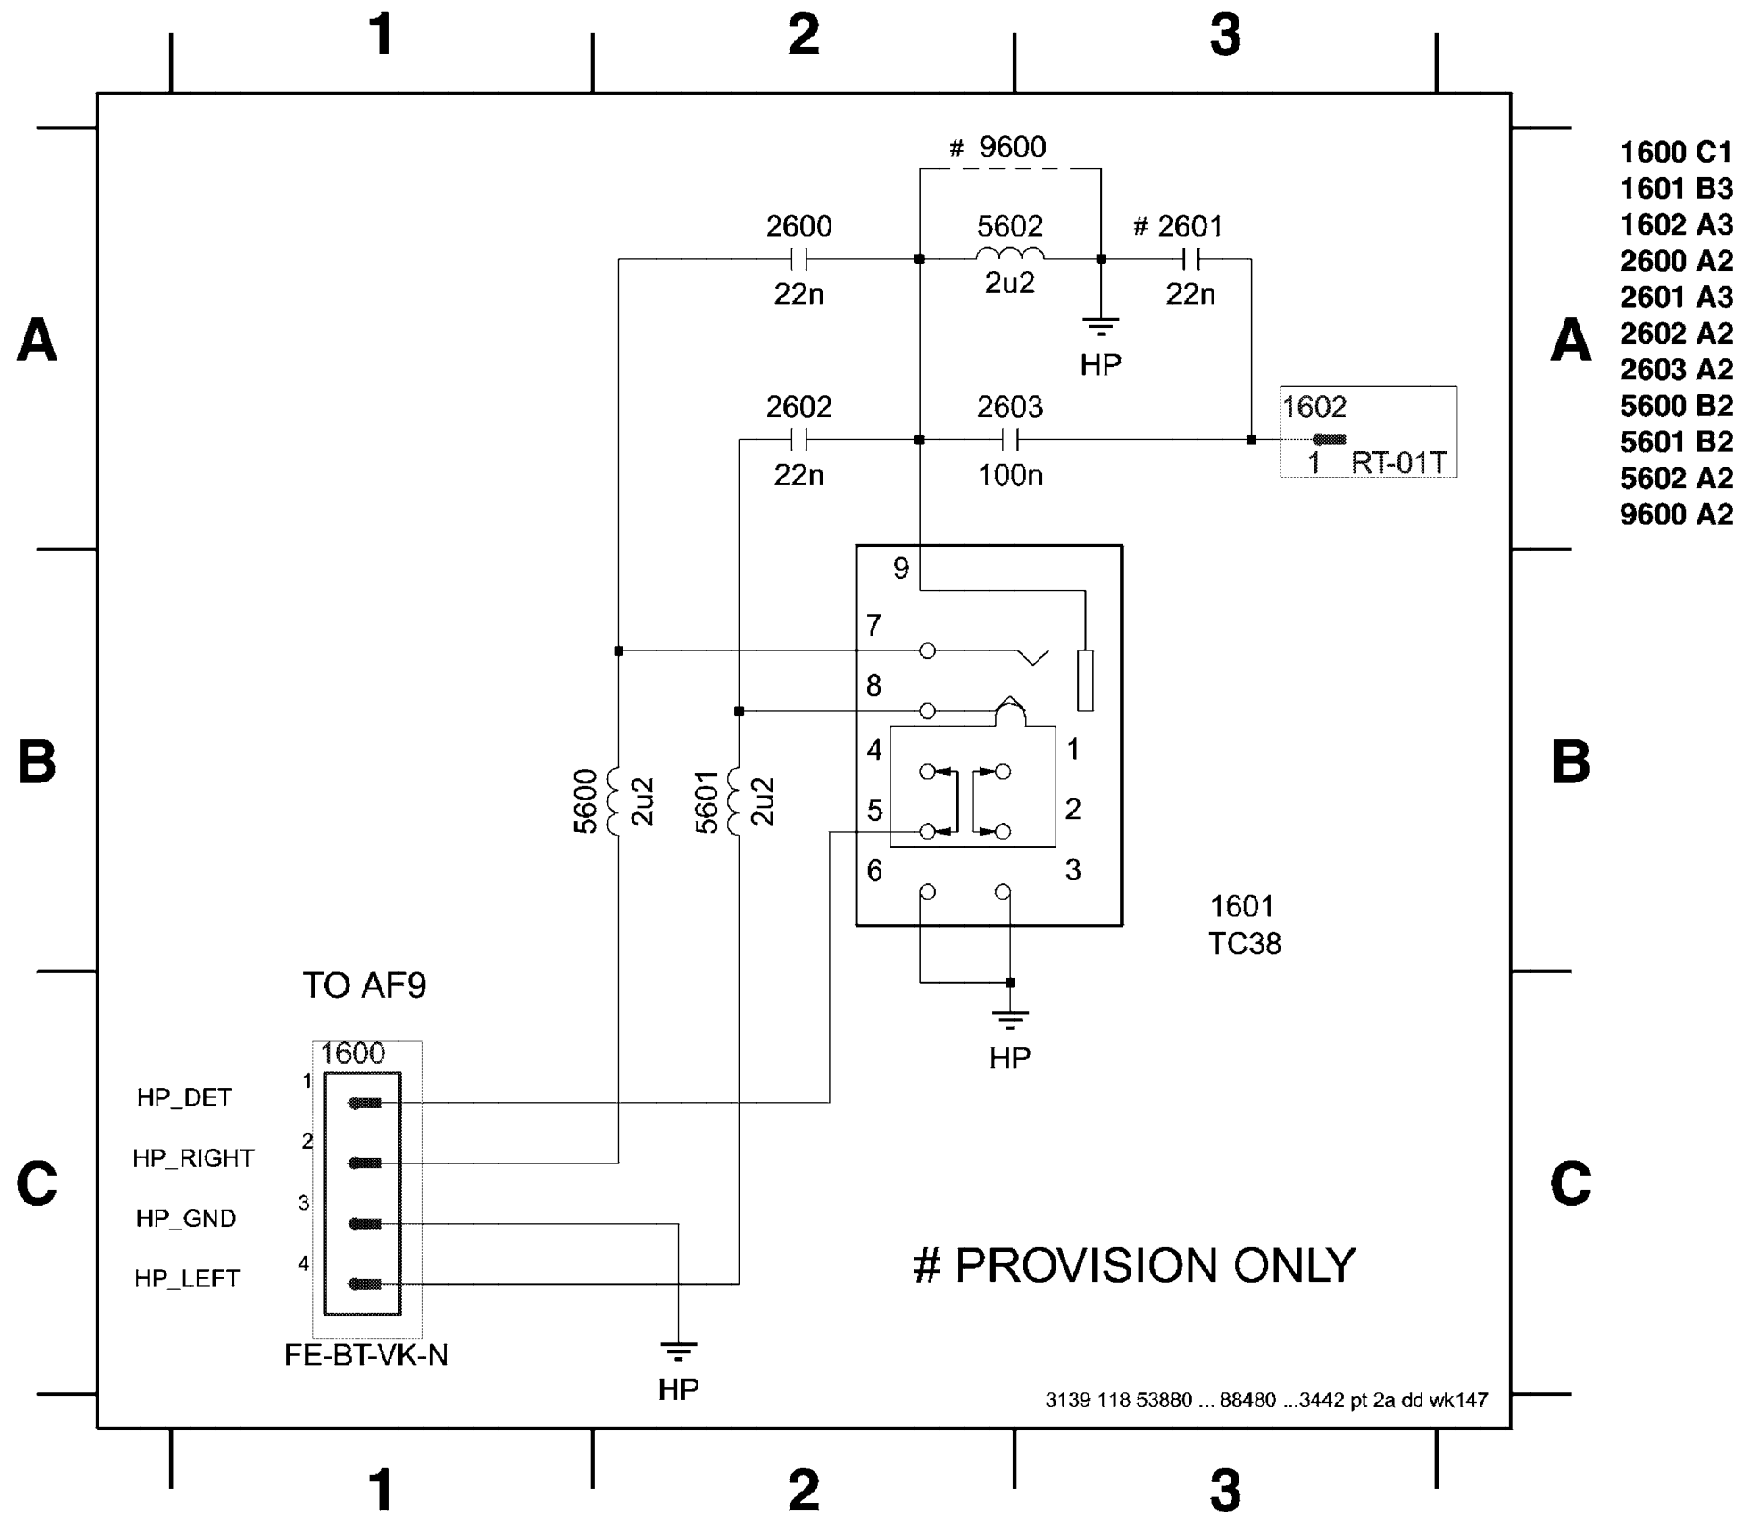 1 2 3
# 9600
2600 5602 # 2601
22n 2u2 22n
HP
A A
2602 2603 1602
22n 100n 1 RT-01T
1600 C1
1601 B3
1602 A3
2600 A2
2601 A3
2602 A2
2603 A2
5600 B2
5601 B2
5602 A2
9600 A2
9
7
8
4 1
B B
5600 2u2 5601 2u2
5 2
6 3
1601
TC38
HP
TO AF9
1600
HP_DET 1
HP_RIGHT 2
HP_GND 3
HP_LEFT 4
C C
# PROVISION ONLY
FE-BT-VK-N
HP
3139 118 53880 ... 88480 ...3442 pt 2a dd wk147
1 2 3